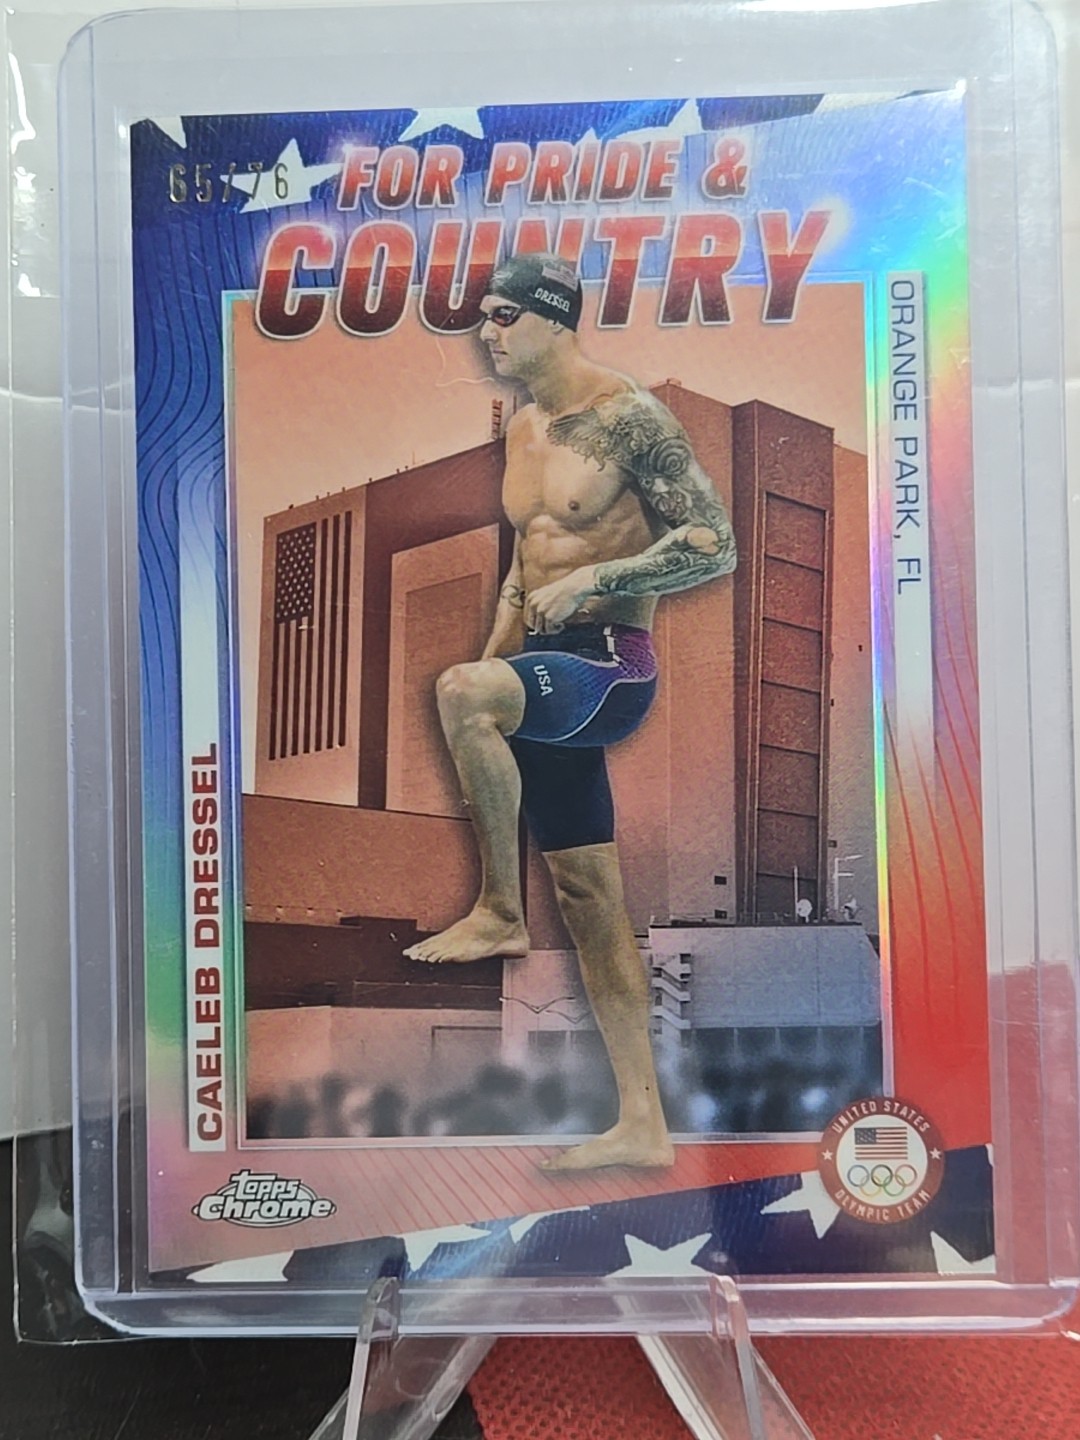 65/76
FOR PRIDE &
COUNTRY
DRESSEL
ORANGE PARK, FL
USA
CAELEB DRESSEL
topps
Chrome
UNITED STATES
OLYMPIC TEAM